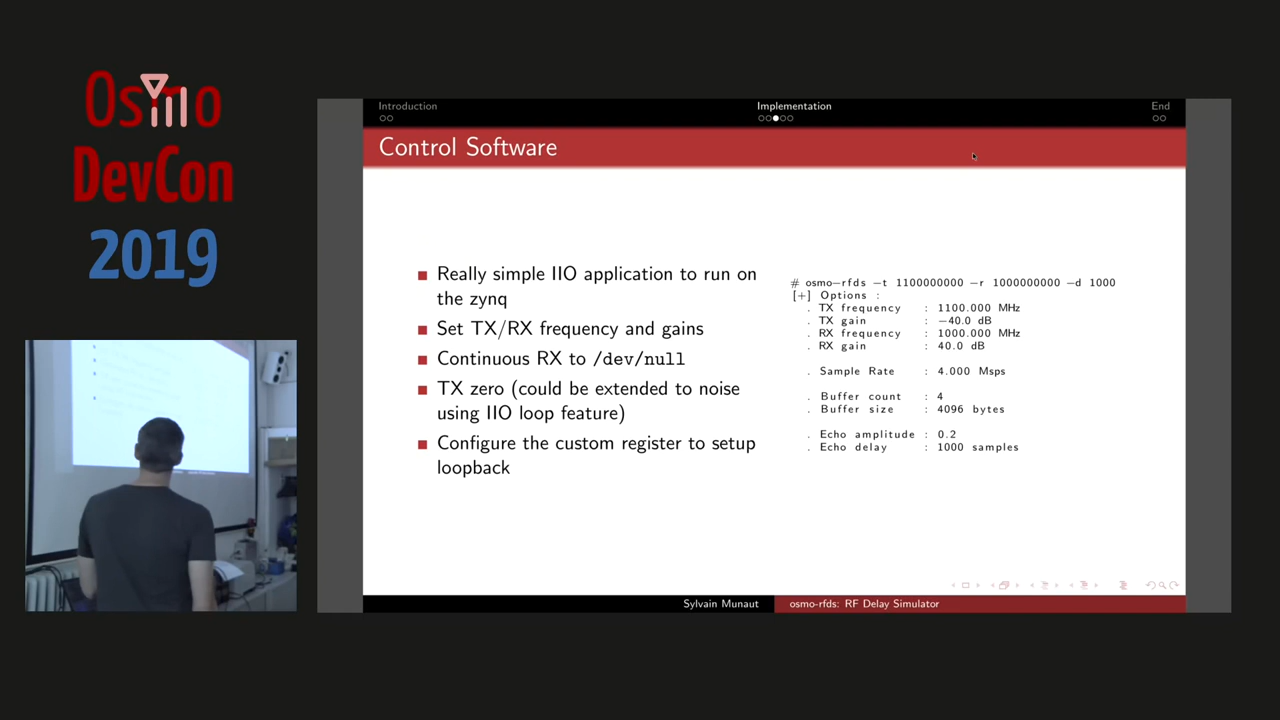 Osmo
DevCon
2019
Introduction
Implementation
End
Control Software
Really simple IIO application to run on
the zynq
Set TX/RX frequency and gains
Continuous RX to /dev/null
TX zero (could be extended to noise
using IIO loop feature)
Configure the custom register to setup
loopback
# osmo-rfds -t 1100000000 -r 1000000000 -d 1000
[+] Options :
. TX frequency : 1100.000 MHz
. TX gain : -40.0 dB
. RX frequency : 1000.000 MHz
. RX gain : 40.0 dB
. Sample Rate : 4.000 Msps
. Buffer count : 4
. Buffer size : 4096 bytes
. Echo amplitude : 0.2
. Echo delay : 1000 samples
Sylvain Munaut
osmo-rfds: RF Delay Simulator